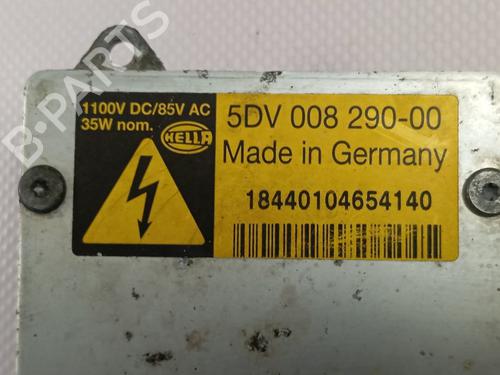 1100V DC/85V AC
35W nom.
HELLA
5DV 008 290-00
Made in Germany
18440104654140
B-PARTS